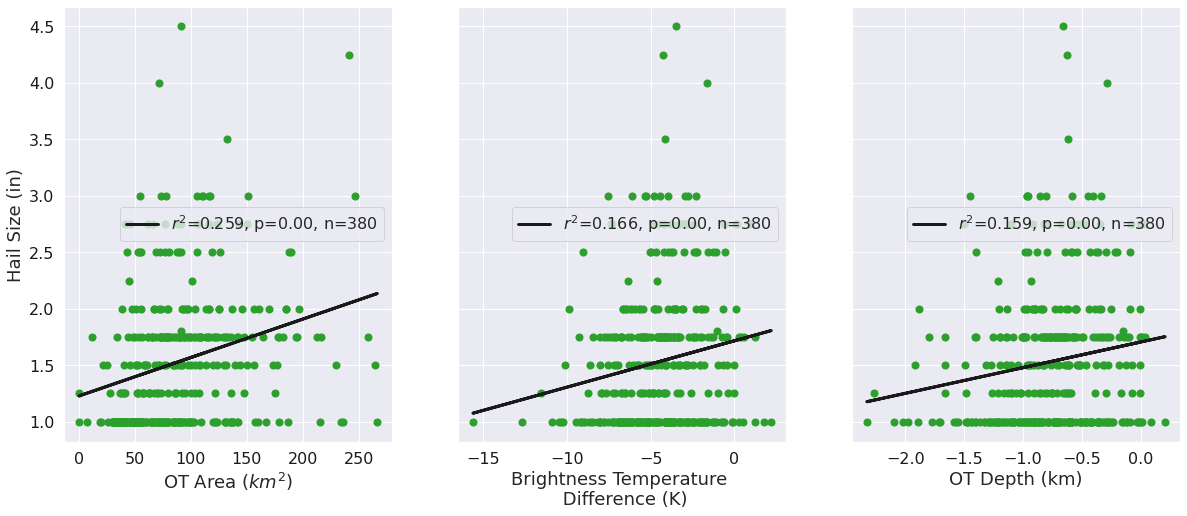 4.5
4.0
3.5
3.0
2.5
2.0
1.5
1.0
Hail Size (in)
r²=0.259, p=0.00, n=380
0 50 100 150 200 250
OT Area (km²)
r²=0.166, p=0.00, n=380
−15 −10 −5 0
Brightness Temperature
Difference (K)
r²=0.159, p=0.00, n=380
−2.0 −1.5 −1.0 −0.5 0.0
OT Depth (km)